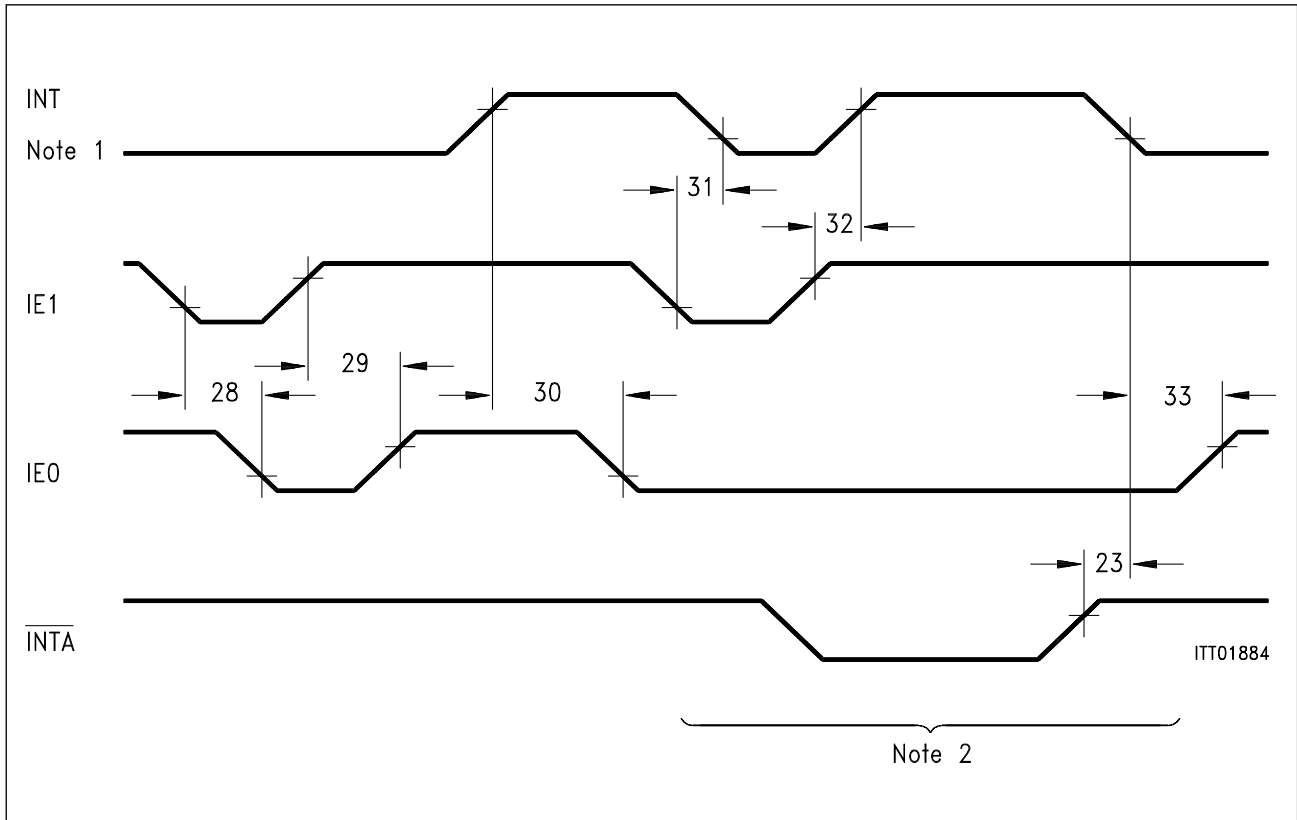 INT
Note 1
31
32
IE1
29
28
30
33
IE0
23
INTA
ITT01884
Note 2